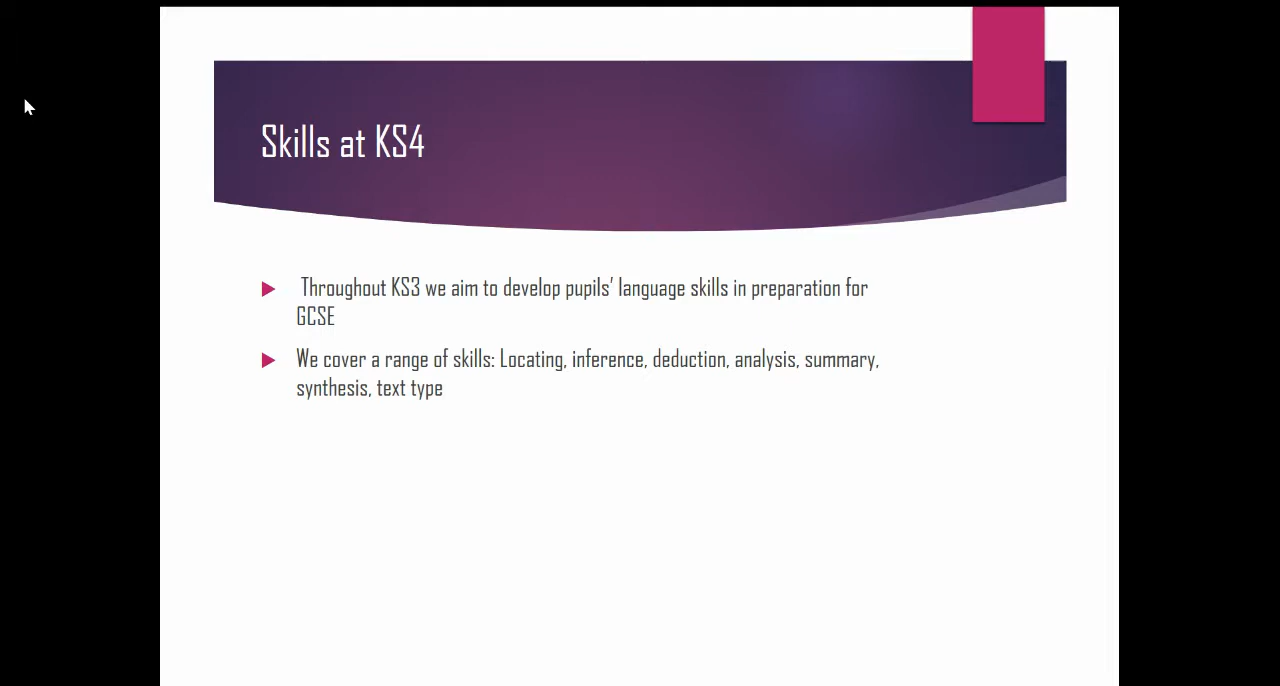 Skills at KS4
Throughout KS3 we aim to develop pupils’ language skills in preparation for
GCSE
We cover a range of skills: Locating, inference, deduction, analysis, summary,
synthesis, text type